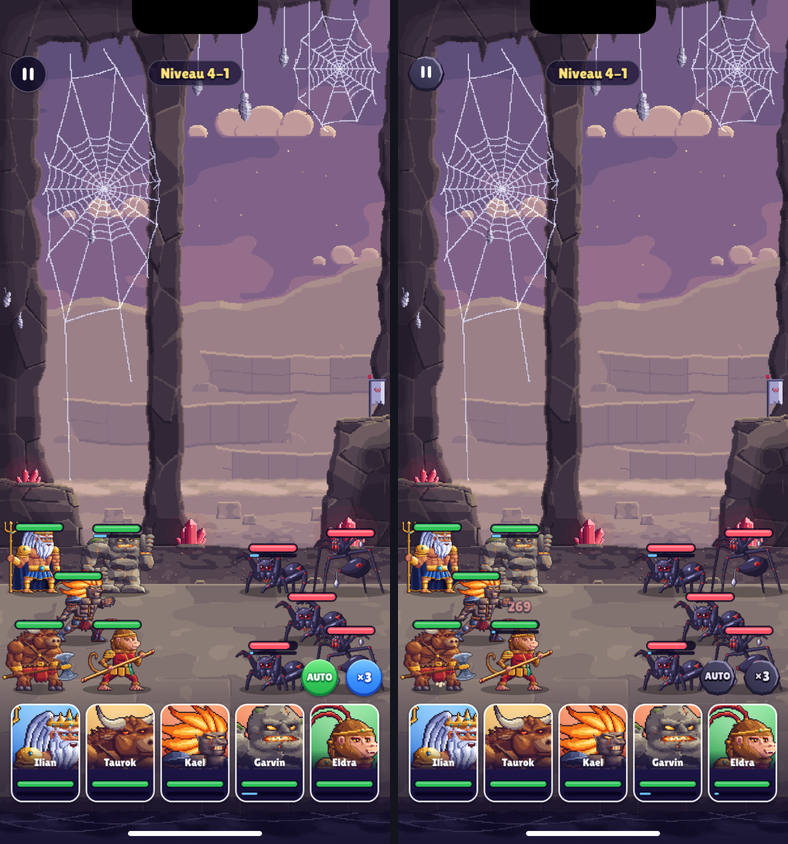 Niveau 4-1
AUTO
×3
Ilian
Taurok
Kael
Garvin
Eldra
Niveau 4-1
269
AUTO
×3
Ilian
Taurok
Kael
Garvin
Eldra